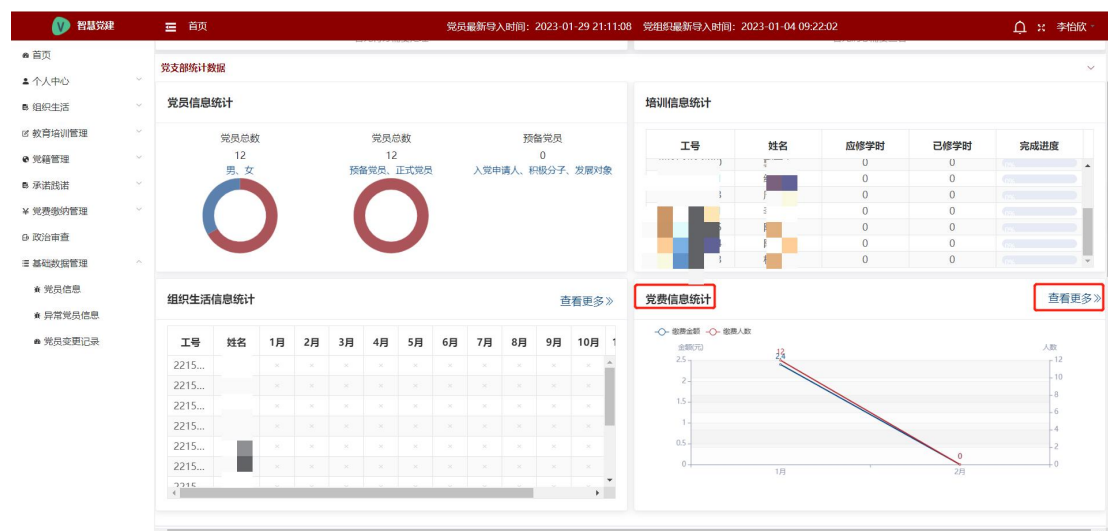 智慧党建 首页 党员最新导入时间：2023-01-29 21:11:08 党组织最新导入时间：2023-01-04 09:22:02 李怡欣
首页
个人中心
组织生活
教育培训管理
党籍管理
承诺践诺
党费缴纳管理
政治审查
基础数据管理
党员信息
异常党员信息
党员变更记录
党支部统计数据
党员信息统计
党员总数 党员总数 预备党员
12 12 0
男、女 预备党员、正式党员 入党申请人、积极分子、发展对象
培训信息统计
工号 姓名 应修学时 已修学时 完成进度
0 0
0 0
0 0
0 0
0 0
0 0
0 0
组织生活信息统计 查看更多
工号 姓名 1月 2月 3月 4月 5月 6月 7月 8月 9月 10月 1
2215...
2215...
2215...
2215...
2215...
2215...
2215
党费信息统计 查看更多
缴费金额 缴费人数
金额(元) 人数
2.5 12 12
2.4
2 10
1.5 8
1 6
0.5 4
0 2
0 0
1月 2月